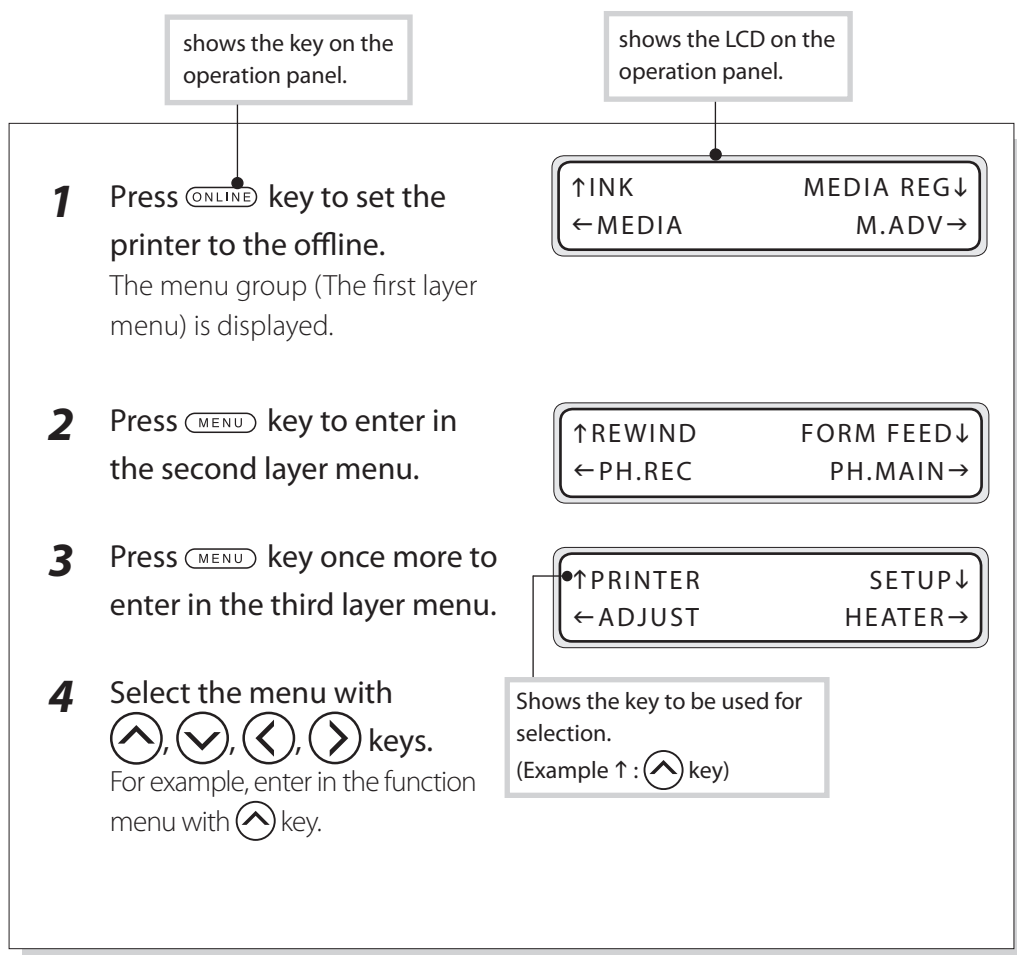 shows the key on the
operation panel.
shows the LCD on the
operation panel.
1 Press ONLINE key to set the
printer to the offline.
The menu group (The first layer
menu) is displayed.
↑INK MEDIA REG↓
←MEDIA M.ADV→
2 Press MENU key to enter in
the second layer menu.
↑REWIND FORM FEED↓
←PH.REC PH.MAIN→
3 Press MENU key once more to
enter in the third layer menu.
↑PRINTER SETUP↓
←ADJUST HEATER→
4 Select the menu with
, , , keys.
For example, enter in the function
menu with key.
Shows the key to be used for
selection.
(Example ↑ : key)